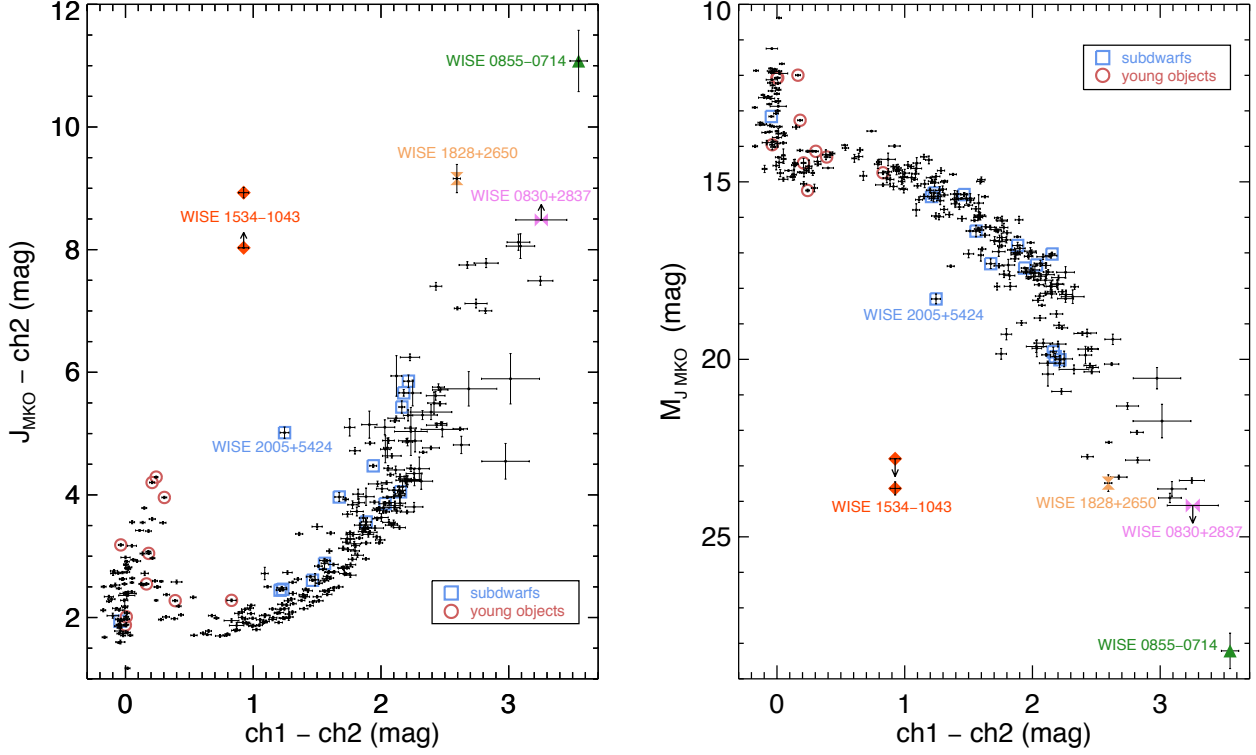 12
10
8
6
4
2
0
1
2
3
J_MKO − ch2 (mag)
ch1 − ch2 (mag)
WISE 0855−0714
WISE 1828+2650
WISE 0830+2837
WISE 1534−1043
WISE 2005+5424
subdwarfs
young objects
10
15
20
25
0
1
2
3
M_J MKO (mag)
ch1 − ch2 (mag)
subdwarfs
young objects
WISE 2005+5424
WISE 1534−1043
WISE 1828+2650
WISE 0830+2837
WISE 0855−0714